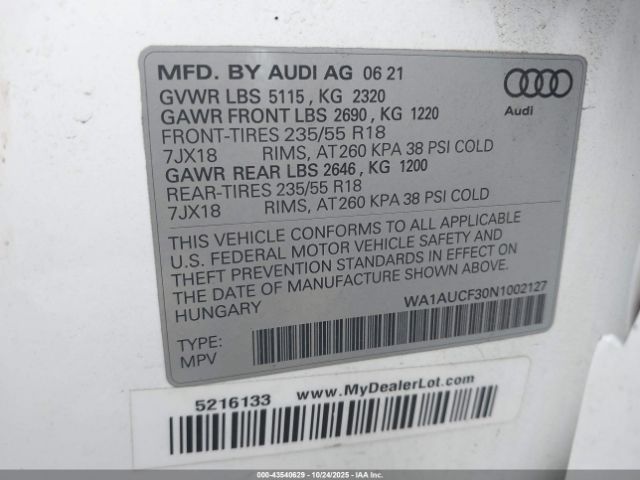 MFD. BY AUDI AG 06 21
GVWR LBS 5115, KG 2320
GAWR FRONT LBS 2690, KG 1220
FRONT-TIRES 235/55 R18
7JX18 RIMS, AT 260 KPA 38 PSI COLD
GAWR REAR LBS 2646, KG 1200
REAR-TIRES 235/55 R18
7JX18 RIMS, AT 260 KPA 38 PSI COLD
Audi
THIS VEHICLE CONFORMS TO ALL APPLICABLE
U.S. FEDERAL MOTOR VEHICLE SAFETY AND
THEFT PREVENTION STANDARDS IN EFFECT ON
THE DATE OF MANUFACTURE SHOWN ABOVE.
HUNGARY
WA1AUCF30N1002127
TYPE:
MPV
5216133 www.MyDealerLot.com
000-43540629 • 10/24/2025 • IAA Inc.